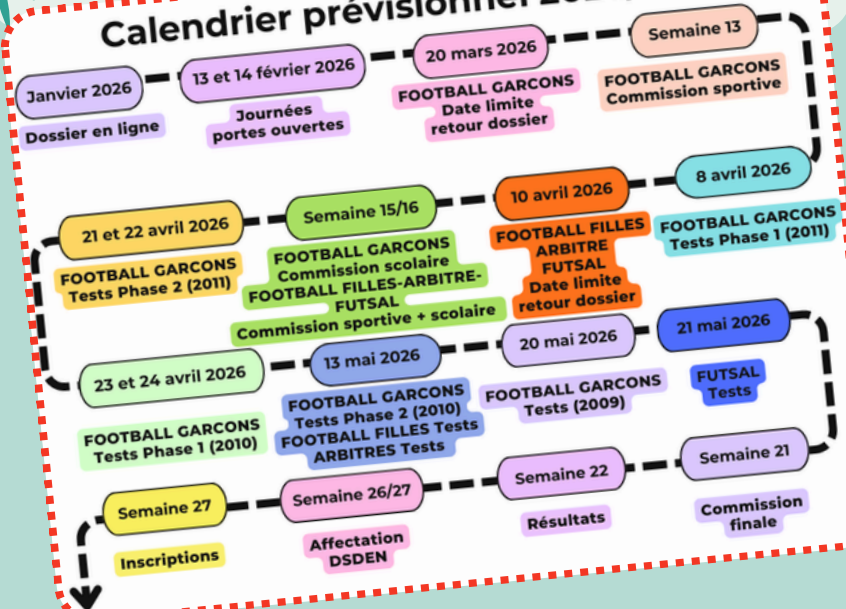 Calendrier prévisionnel
Janvier 2026
Dossier en ligne
13 et 14 février 2026
Journées
portes ouvertes
20 mars 2026
FOOTBALL GARCONS
Date limite
retour dossier
Semaine 13
FOOTBALL GARCONS
Commission sportive
8 avril 2026
FOOTBALL GARCONS
Tests Phase 1 (2011)
10 avril 2026
FOOTBALL FILLES
ARBITRE
FUTSAL
Date limite
retour dossier
Semaine 15/16
FOOTBALL GARCONS
Commission scolaire
FOOTBALL FILLES-ARBITRE-
FUTSAL
Commission sportive + scolaire
21 et 22 avril 2026
FOOTBALL GARCONS
Tests Phase 2 (2011)
23 et 24 avril 2026
FOOTBALL GARCONS
Tests Phase 1 (2010)
13 mai 2026
FOOTBALL GARCONS
Tests Phase 2 (2010)
FOOTBALL FILLES Tests
ARBITRES Tests
20 mai 2026
FOOTBALL GARCONS
Tests (2009)
21 mai 2026
FUTSAL
Tests
Semaine 21
Commission
finale
Semaine 22
Résultats
Semaine 26/27
Affectation
DSDEN
Semaine 27
Inscriptions